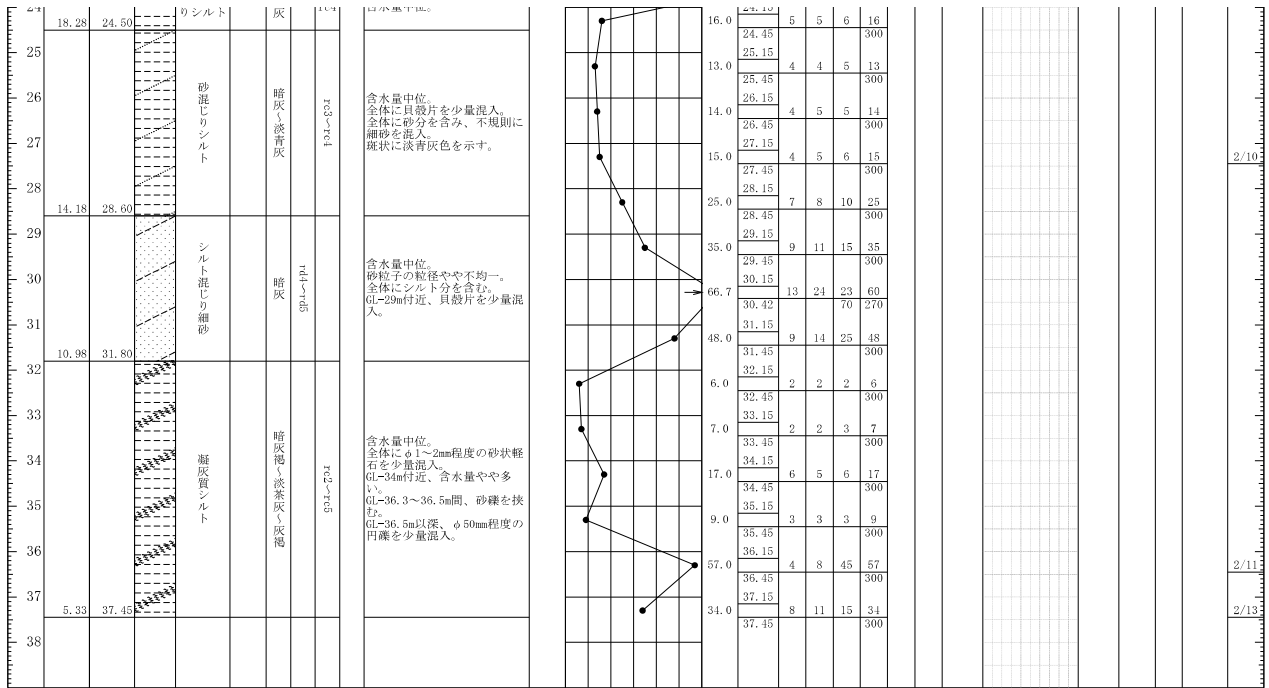 24
18.28 24.50
りシルト
灰
rc4
含水量中位。
16.0
24.15
5 5 6 16
24.45 300
25
25.15
13.0
4 4 5 13
25.45 300
砂混じりシルト
暗灰～淡青灰
rc3～rc4
含水量中位。
全体に貝殻片を少量混入。
全体に砂分を含み、不規則に
細砂を混入。
斑状に淡青灰色を示す。
26
26.15
14.0
4 5 5 14
26.45 300
27
27.15
15.0
4 5 6 15
2/10
27.45 300
28
28.15
14.18 28.60
25.0
7 8 10 25
28.45 300
29
29.15
35.0
9 11 15 35
29.45 300
シルト混じり細砂
暗灰
rd4～rd5
含水量中位。
砂粒子の粒径やや不均一。
全体にシルト分を含む。
GL-29m付近、貝殻片を少量混
入。
30
30.15
66.7
13 24 23 60
30.42 70 270
31
31.15
10.98 31.80
48.0
9 14 25 48
31.45 300
32
32.15
6.0
2 2 2 6
32.45 300
33
33.15
7.0
2 2 3 7
33.45 300
凝灰質シルト
暗灰褐～淡茶灰～灰褐
rc2～rc5
含水量中位。
全体にφ1～2mm程度の砂状軽
石を少量混入。
GL-34m付近、含水量やや多
い。
GL-36.3～36.5m間、砂礫を挟
む。
GL-36.5m以深、φ50mm程度の
円礫を少量混入。
34
34.15
17.0
6 5 6 17
34.45 300
35
35.15
9.0
3 3 3 9
35.45 300
36
36.15
57.0
4 8 45 57
2/11
36.45 300
37
37.15
5.33 37.45
34.0
8 11 15 34
2/13
37.45 300
38